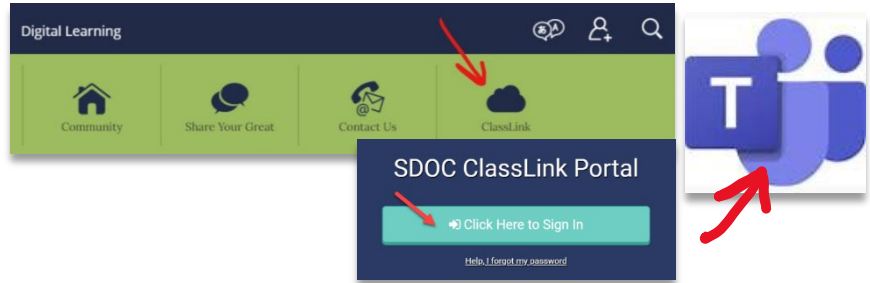 Digital Learning
Community
Share Your Great
Contact Us
ClassLink
SDOC ClassLink Portal
Click Here to Sign In
Help, I forgot my password
T